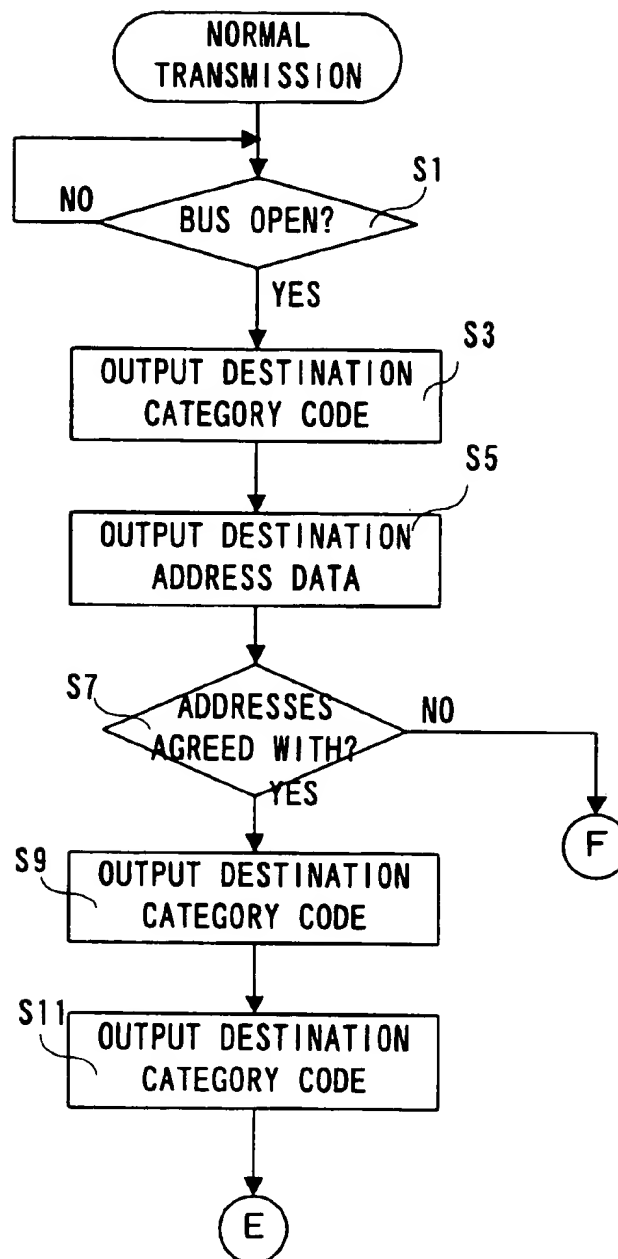 NORMAL
TRANSMISSION
S1
NO
BUS OPEN?
YES
S3
OUTPUT DESTINATION
CATEGORY CODE
S5
OUTPUT DESTINATION
ADDRESS DATA
S7
ADDRESSES
AGREED WITH?
NO
YES
F
S9
OUTPUT DESTINATION
CATEGORY CODE
S11
OUTPUT DESTINATION
CATEGORY CODE
E